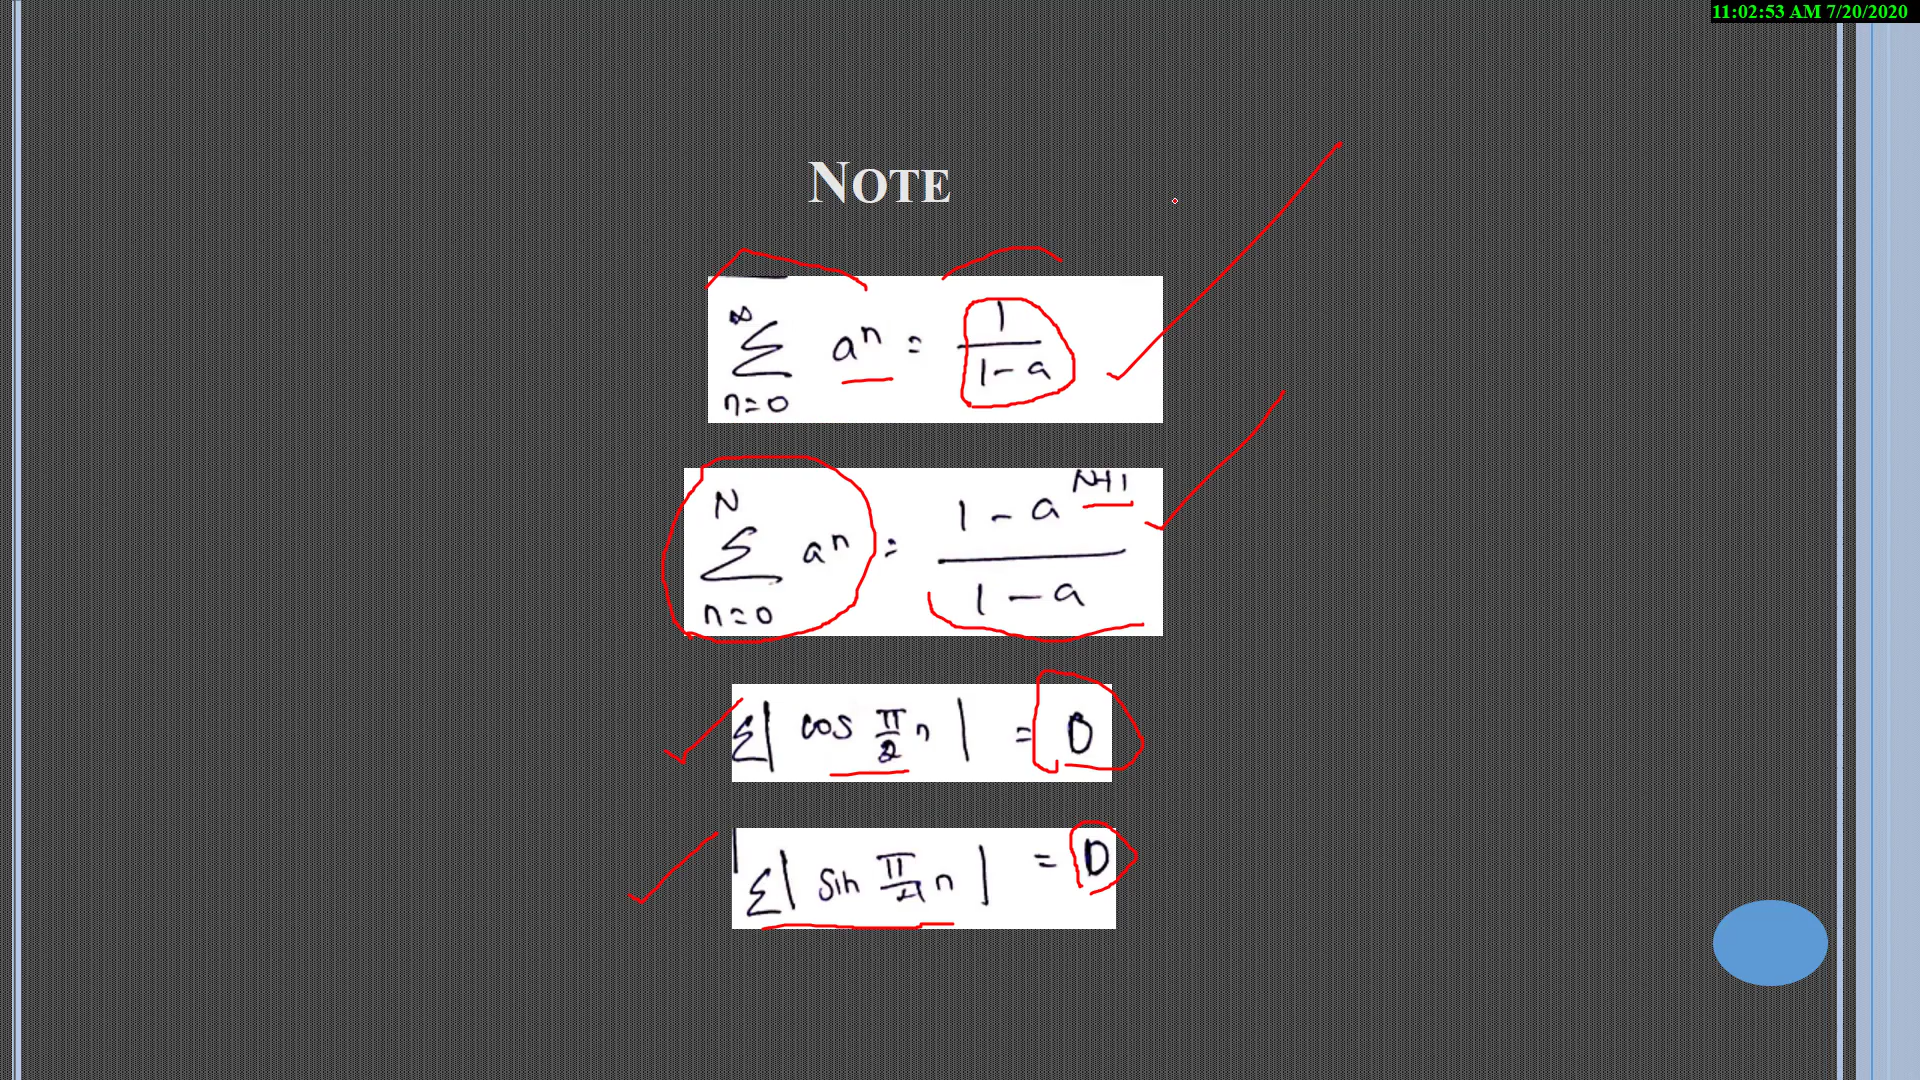 11:02:53 AM 7/20/2020
NOTE
∞
∑ aⁿ = 1/(1-a)
n=0
N
∑ aⁿ = (1-a^(N+1))/(1-a)
n=0
∑| cos π/2 n | = 0
∑| sin π/4 n | = 0